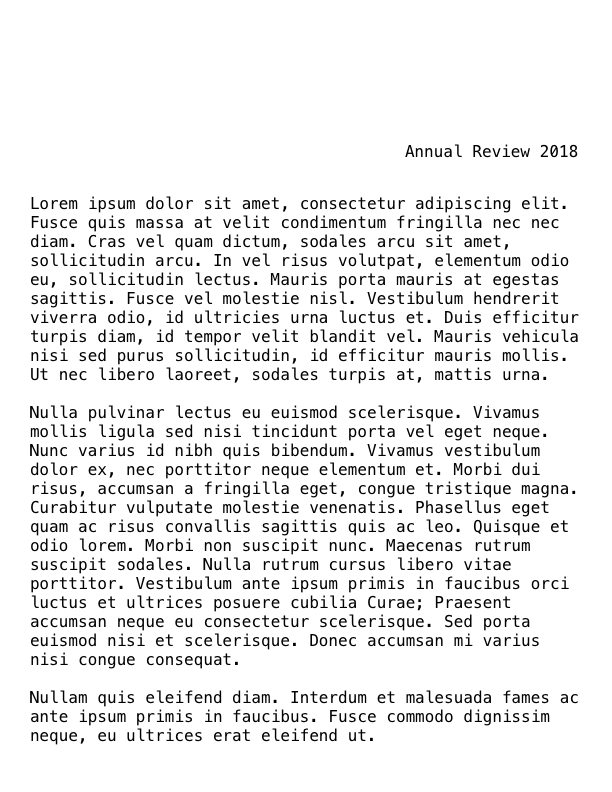 Annual Review 2018
Lorem ipsum dolor sit amet, consectetur adipiscing elit.
Fusce quis massa at velit condimentum fringilla nec nec
diam. Cras vel quam dictum, sodales arcu sit amet,
sollicitudin arcu. In vel risus volutpat, elementum odio
eu, sollicitudin lectus. Mauris porta mauris at egestas
sagittis. Fusce vel molestie nisl. Vestibulum hendrerit
viverra odio, id ultricies urna luctus et. Duis efficitur
turpis diam, id tempor velit blandit vel. Mauris vehicula
nisi sed purus sollicitudin, id efficitur mauris mollis.
Ut nec libero laoreet, sodales turpis at, mattis urna.
Nulla pulvinar lectus eu euismod scelerisque. Vivamus
mollis ligula sed nisi tincidunt porta vel eget neque.
Nunc varius id nibh quis bibendum. Vivamus vestibulum
dolor ex, nec porttitor neque elementum et. Morbi dui
risus, accumsan a fringilla eget, congue tristique magna.
Curabitur vulputate molestie venenatis. Phasellus eget
quam ac risus convallis sagittis quis ac leo. Quisque et
odio lorem. Morbi non suscipit nunc. Maecenas rutrum
suscipit sodales. Nulla rutrum cursus libero vitae
porttitor. Vestibulum ante ipsum primis in faucibus orci
luctus et ultrices posuere cubilia Curae; Praesent
accumsan neque eu consectetur scelerisque. Sed porta
euismod nisi et scelerisque. Donec accumsan mi varius
nisi congue consequat.
Nullam quis eleifend diam. Interdum et malesuada fames ac
ante ipsum primis in faucibus. Fusce commodo dignissim
neque, eu ultrices erat eleifend ut.